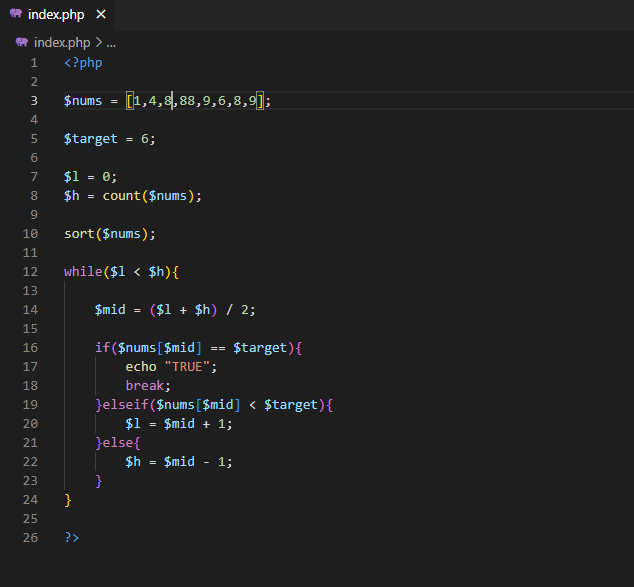 index.php ×
index.php > ...
1 <?php
2
3 $nums = [1,4,8,88,9,6,8,9];
4
5 $target = 6;
6
7 $l = 0;
8 $h = count($nums);
9
10 sort($nums);
11
12 while($l < $h){
13
14 $mid = ($l + $h) / 2;
15
16 if($nums[$mid] == $target){
17 echo "TRUE";
18 break;
19 }elseif($nums[$mid] < $target){
20 $l = $mid + 1;
21 }else{
22 $h = $mid - 1;
23 }
24 }
25
26 ?>